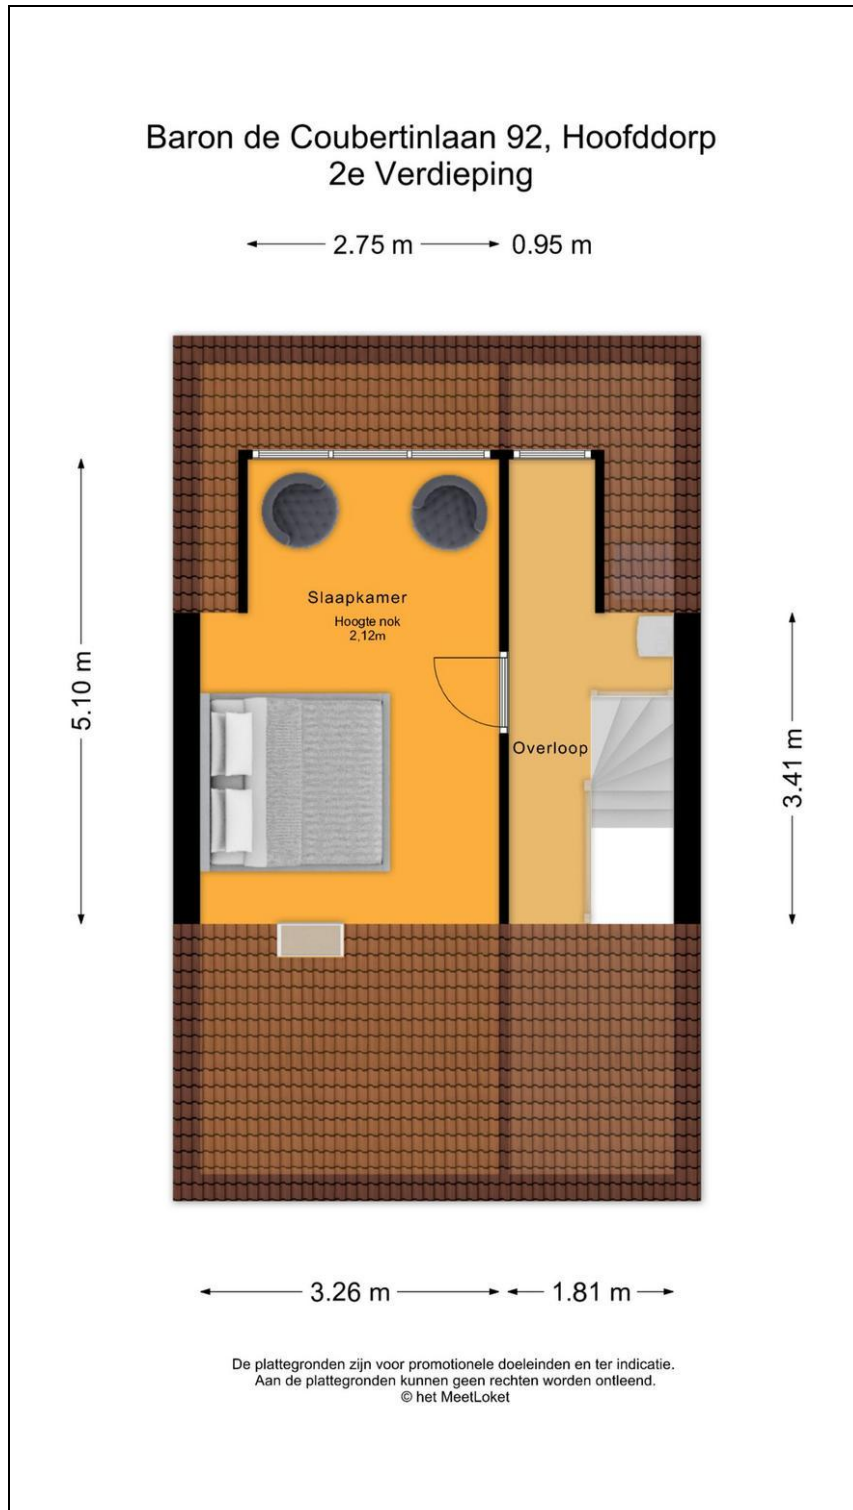 Baron de Coubertinlaan 92, Hoofddorp
2e Verdieping
2.75 m
0.95 m
Slaapkamer
Hoogte nok
2,12m
5.10 m
Overloop
3.41 m
3.26 m
1.81 m
De plattegronden zijn voor promotionele doeleinden en ter indicatie.
Aan de plattegronden kunnen geen rechten worden ontleend.
© het MeetLoket